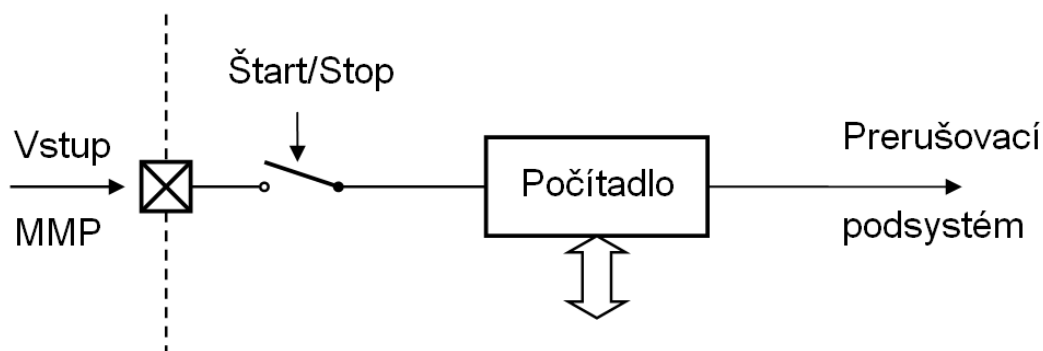 Štart/Stop
Vstup
MMP
Počítadlo
Prerušovací
podsystém